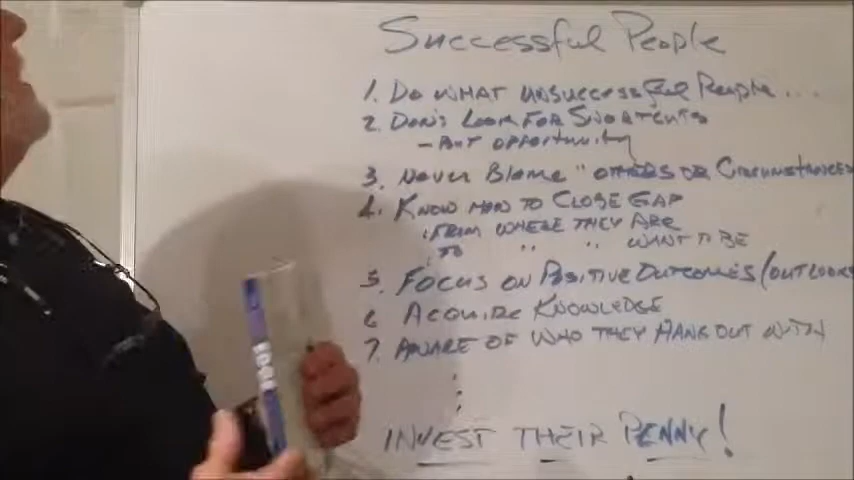 Successful People
1. Do what unsuccessful People...
2. Don't Look For Shortcuts
- But opportunity
3. Never Blame " others or Circumstances
4. Know how to Close Gap
: From where they are
: To " " want to be
5. Focus on Positive Outcomes/(outlook
6 Acquire Knowledge
7. Aware of who they hang out with
Invest Their Penny!